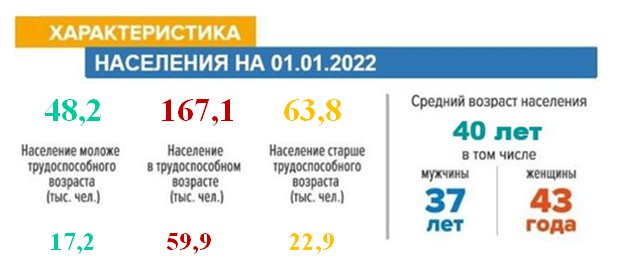 ХАРАКТЕРИСТИКА
НАСЕЛЕНИЯ НА 01.01.2022
48,2
Население моложе
трудоспособного
возраста
(тыс. чел.)
17,2
167,1
Население
в трудоспособном
возрасте
(тыс. чел.)
59,9
63,8
Население старше
трудоспособного
возраста
(тыс. чел.)
22,9
Средний возраст населения
40 лет
в том числе
мужчины
37
лет
женщины
43
года